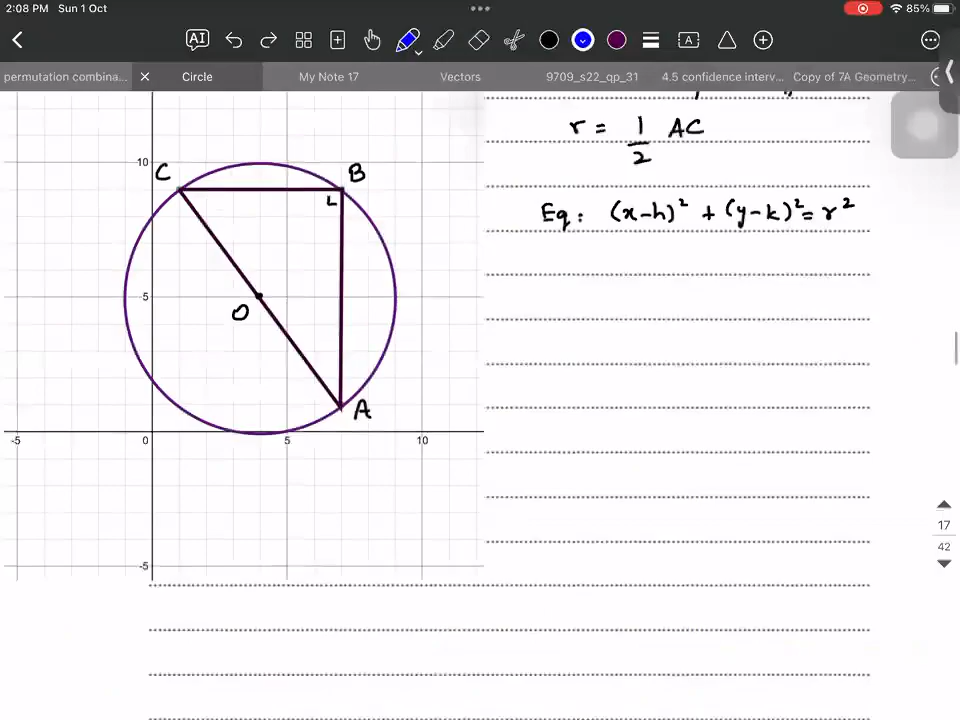 2:08 PM Sun 1 Oct
85%
AI
A
permutation combina...
Circle
My Note 17
Vectors
9709_s22_qp_31
4.5 confidence interv...
Copy of 7A Geometry...
r = 1/2 AC
Eq: (x-h)² + (y-k)² = r²
10
C
B
5
O
A
-5
0
5
10
-5
17
42